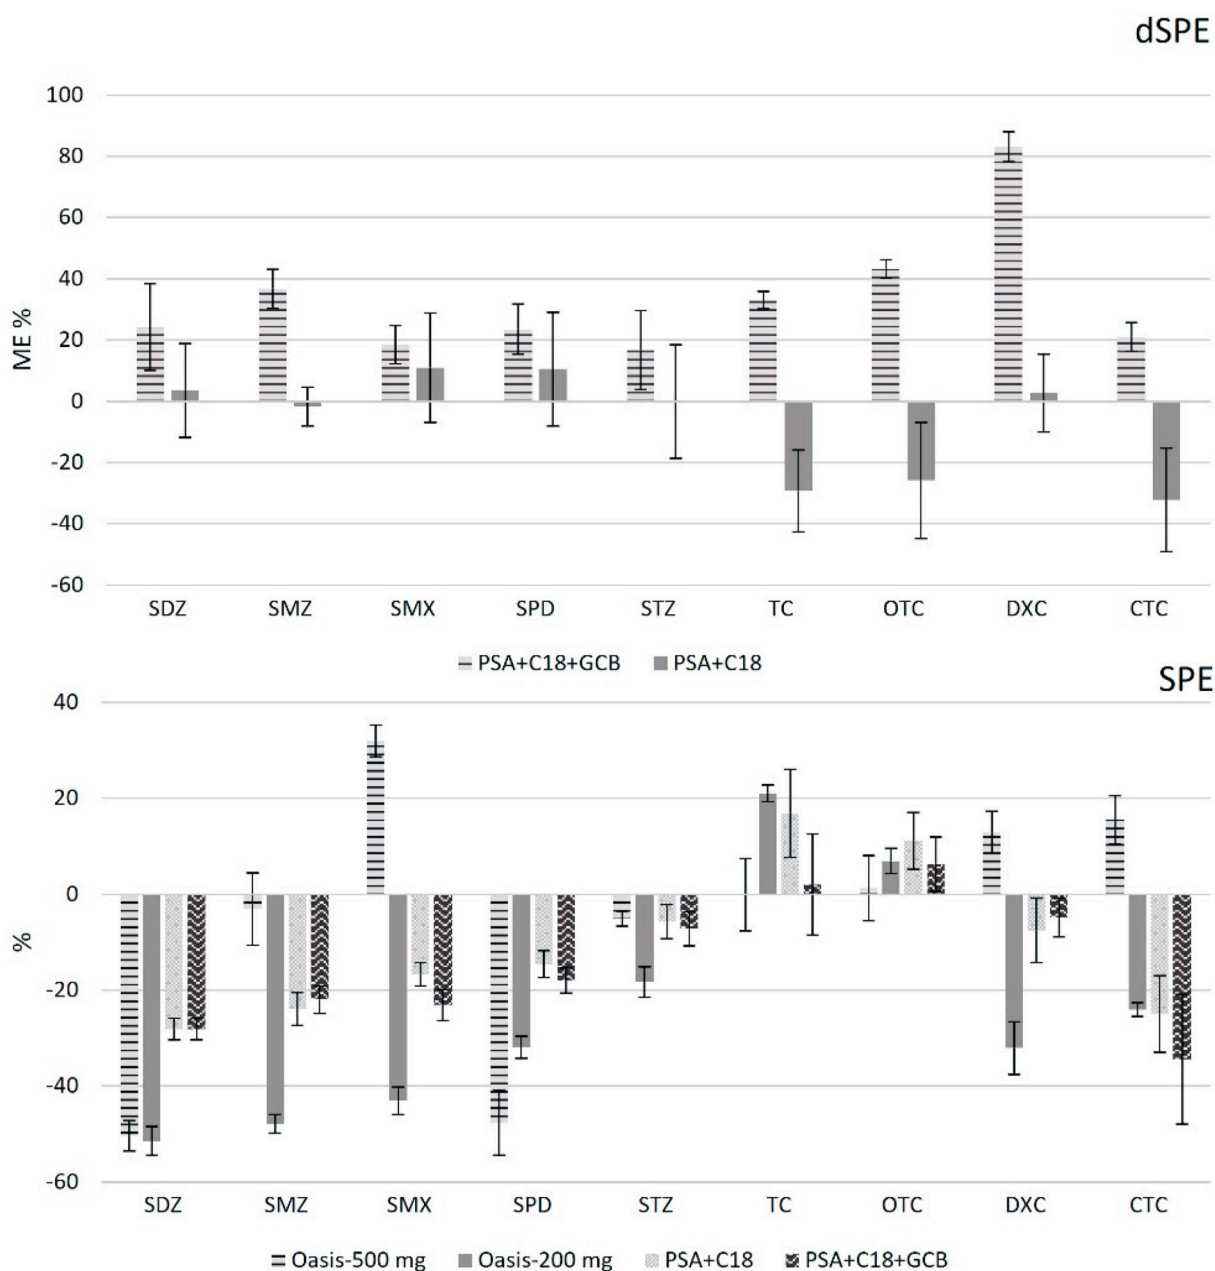 dSPE
100
80
60
40
20
0
-20
-40
-60
ME %
SDZ SMZ SMX SPD STZ TC OTC DXC CTC
PSA+C18+GCB PSA+C18
SPE
40
20
0
-20
-40
-60
%
SDZ SMZ SMX SPD STZ TC OTC DXC CTC
Oasis-500 mg Oasis-200 mg PSA+C18 PSA+C18+GCB